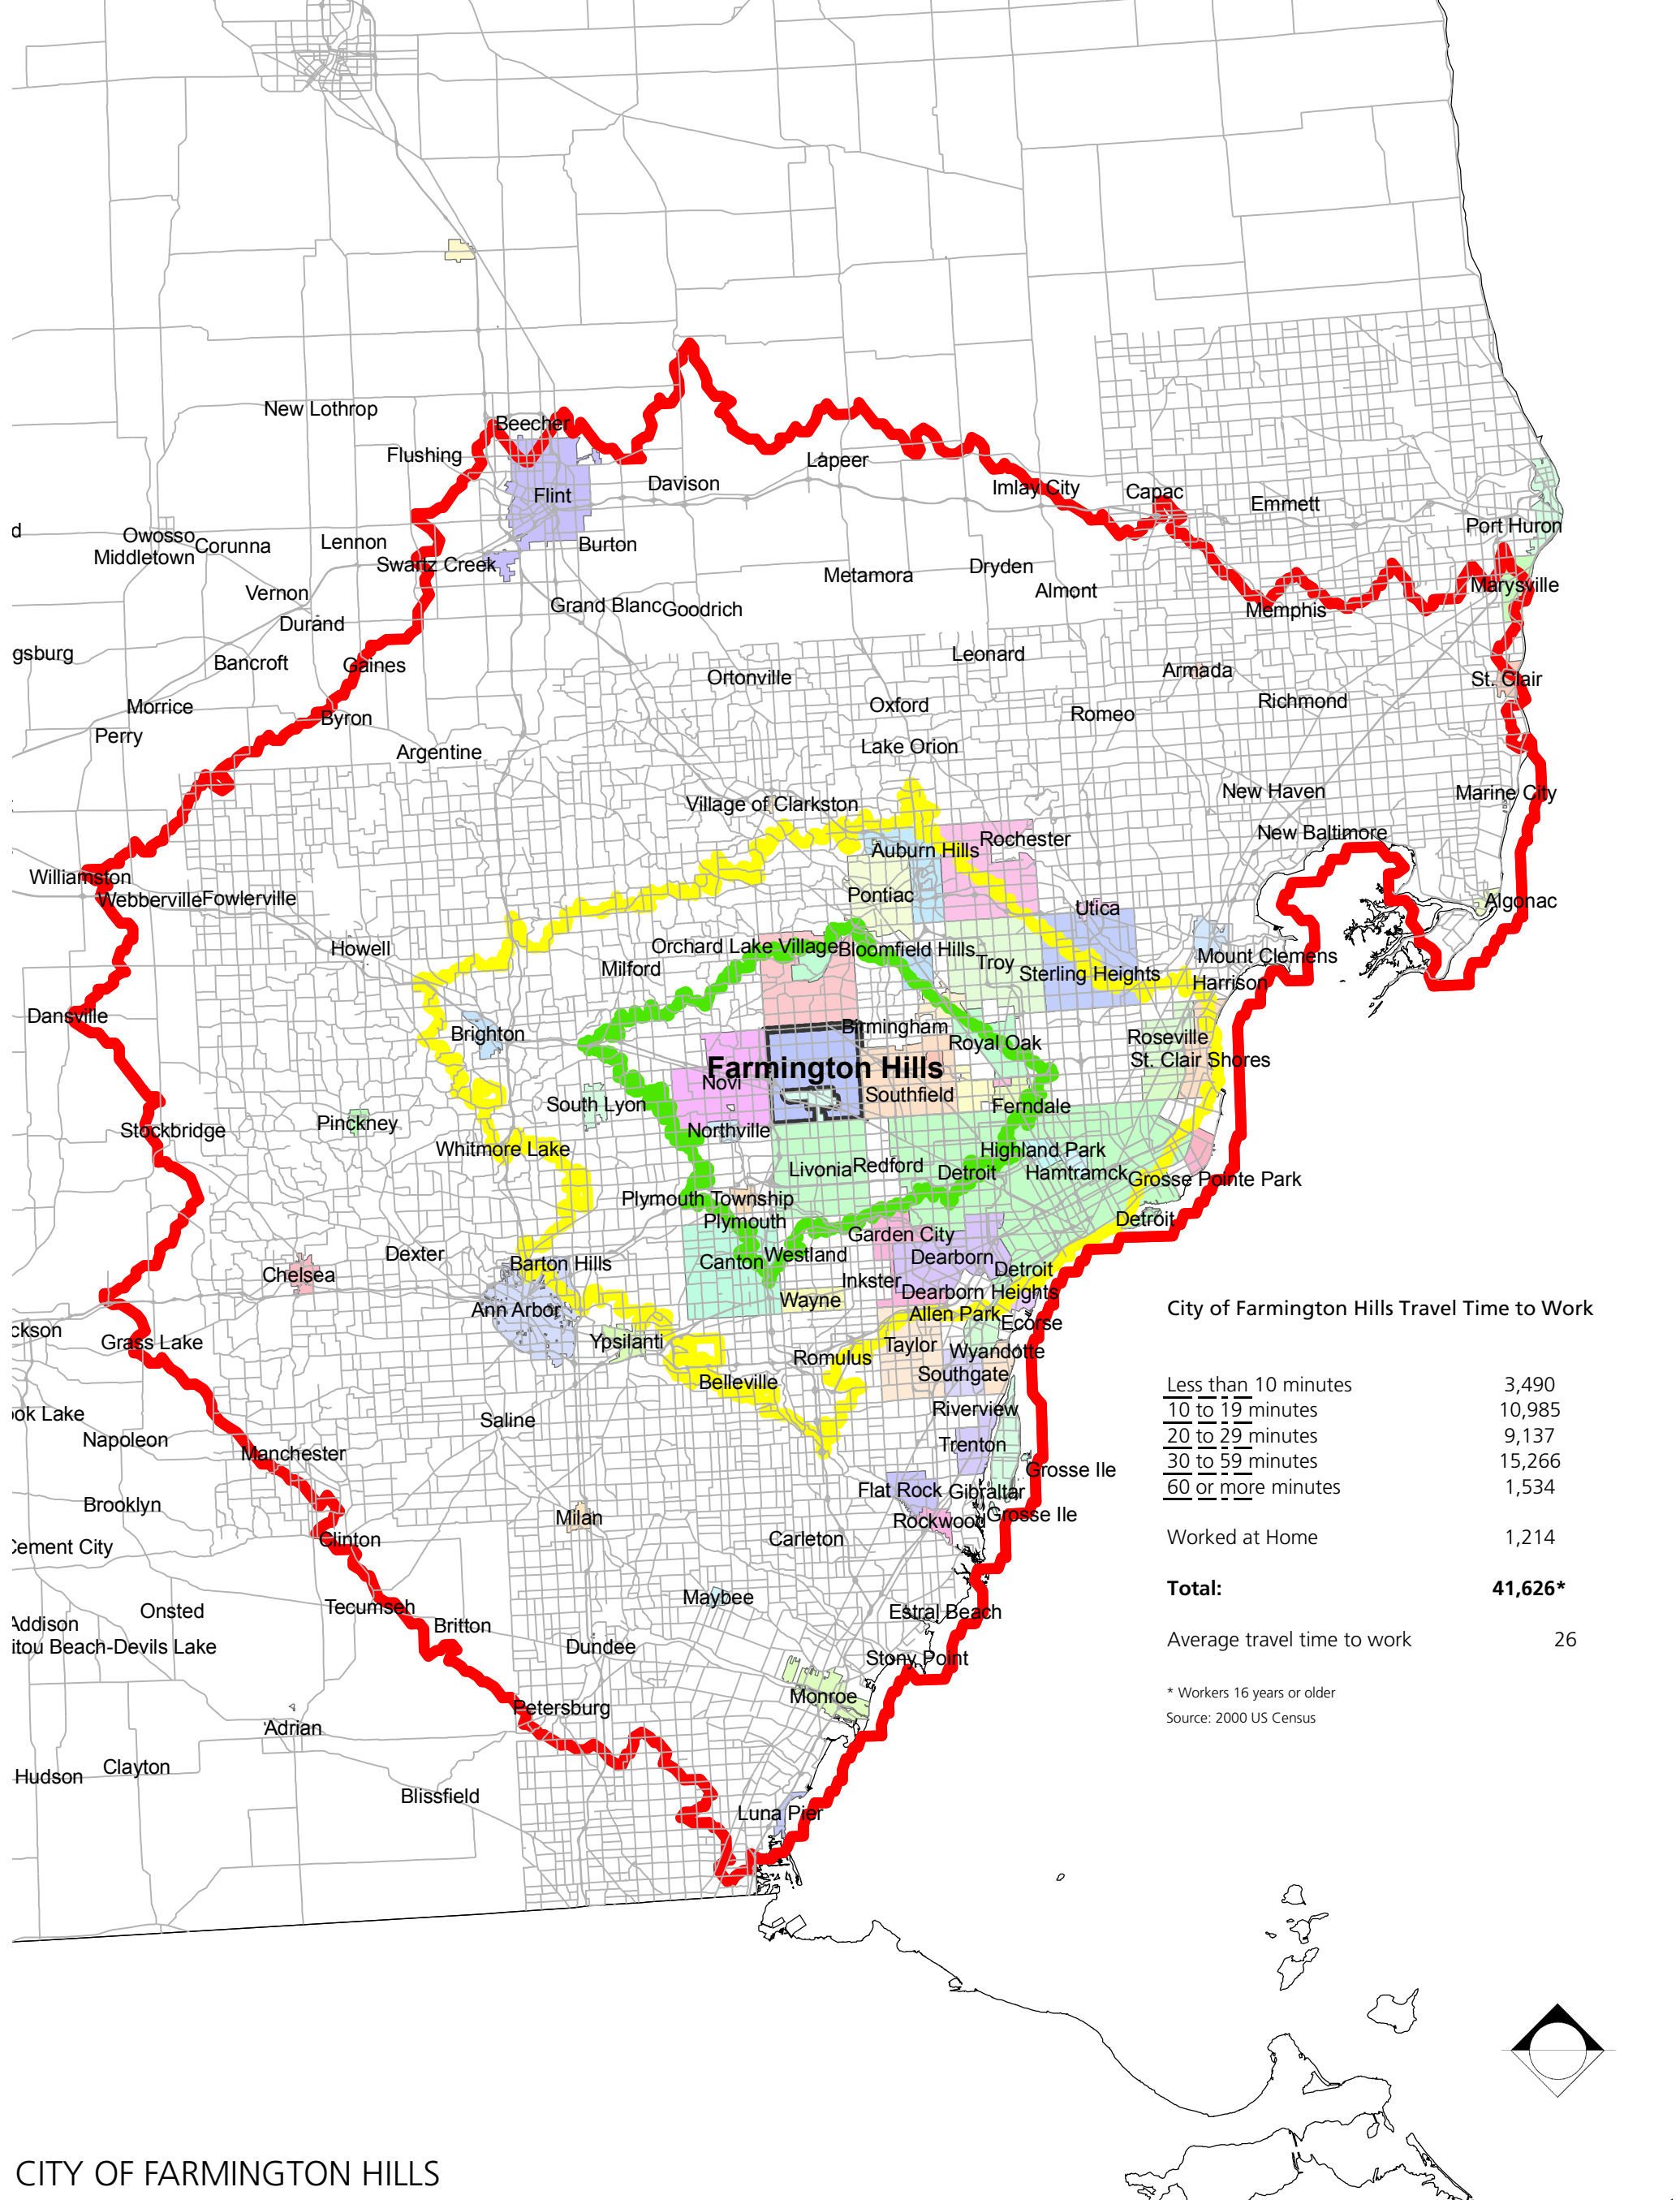 New Lothrop
Beecher
Flushing
Lapeer
Davison
Imlay City
Capac
Flint
Emmett
Port Huron
d
Owosso
Corunna
Lennon
Burton
Middletown
Swartz Creek
Dryden
Metamora
Marysville
Almont
Vernon
Grand Blanc
Goodrich
Memphis
Durand
gsburg
Leonard
Bancroft
Gaines
Armada
Ortonville
St. Clair
Richmond
Morrice
Oxford
Romeo
Byron
Perry
Lake Orion
Argentine
New Haven
Marine City
Village of Clarkston
New Baltimore
Rochester
Auburn Hills
Williamston
Pontiac
Webberville
Fowlerville
Algonac
Utica
Howell
Orchard Lake Village
Bloomfield Hills
Mount Clemens
Troy
Milford
Sterling Heights
Harrison
Dansville
Birmingham
Brighton
Roseville
Royal Oak
St. Clair Shores
Farmington Hills
Novi
Southfield
South Lyon
Ferndale
Pinckney
Stockbridge
Northville
Whitmore Lake
Highland Park
Livonia
Redford
Detroit
Hamtramck
Grosse Pointe Park
Plymouth Township
Plymouth
Detroit
Garden City
Dexter
Westland
Barton Hills
Canton
Dearborn
Detroit
Chelsea
Inkster
Dearborn Heights
Wayne
Ann Arbor
Allen Park
Ecorse
ckson
Grass Lake
Ypsilanti
Taylor
Wyandotte
Romulus
Southgate
Belleville
Riverview
ok Lake
Saline
Napoleon
Trenton
Manchester
Grosse Ile
Flat Rock
Gibraltar
Brooklyn
Milan
Rockwood
Grosse Ile
Carleton
Clinton
Cement City
Maybee
Tecumseh
Onsted
Estral Beach
Addison
Britton
itou Beach-Devils Lake
Dundee
Stony Point
Monroe
Petersburg
Adrian
Clayton
Hudson
Blissfield
Luna Pier
City of Farmington Hills Travel Time to Work
Less than 10 minutes 3,490
10 to 19 minutes 10,985
20 to 29 minutes 9,137
30 to 59 minutes 15,266
60 or more minutes 1,534
Worked at Home 1,214
Total: 41,626*
Average travel time to work 26
* Workers 16 years or older
Source: 2000 US Census
CITY OF FARMINGTON HILLS